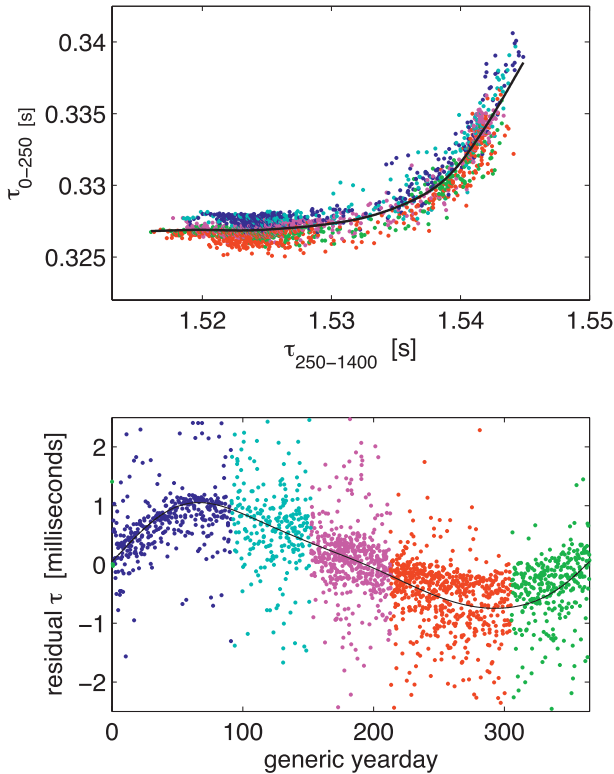 0.34
0.335
0.33
0.325
τ0−250 [s]
1.52 1.53 1.54 1.55
τ250−1400 [s]
2
1
0
−1
−2
residual τ [milliseconds]
0 100 200 300
generic yearday